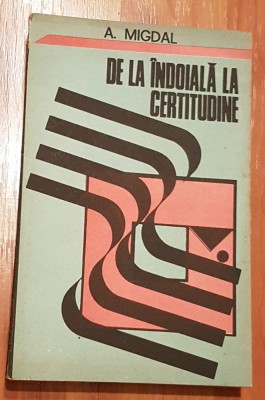 A. MIGDAL
DE LA ÎNDOIALĂ LA
CERTITUDINE